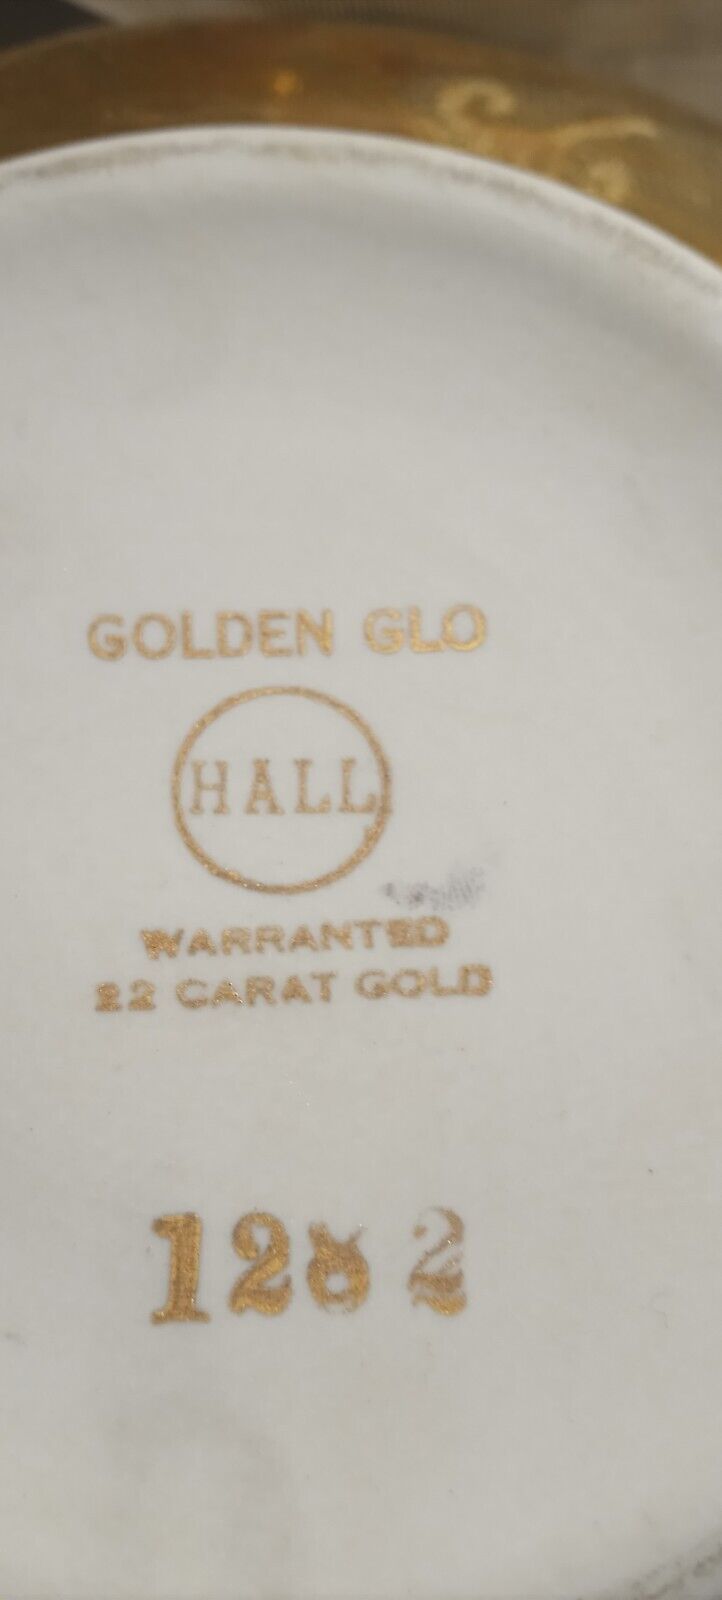 GOLDEN GLO
HALL
WARRANTED
22 CARAT GOLD
1282